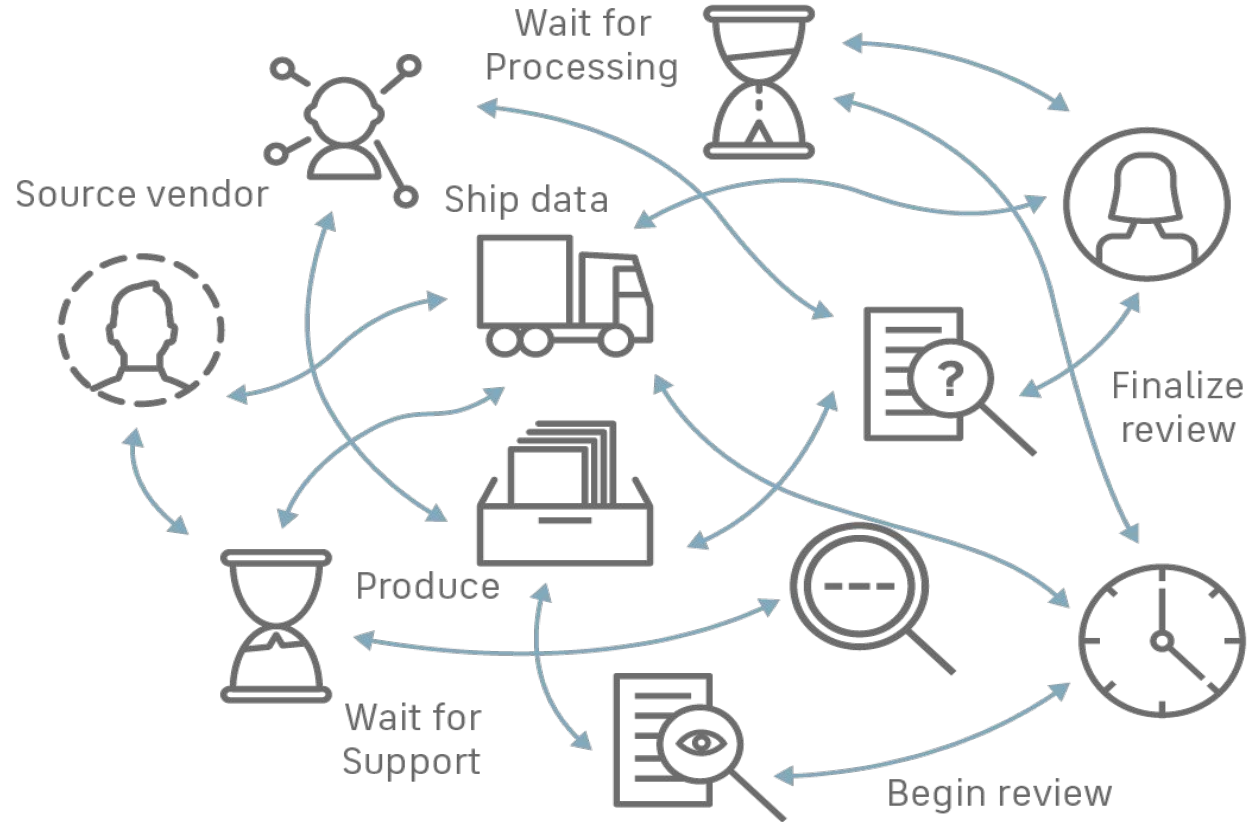 Wait for
Processing
Source vendor
Ship data
?
Finalize
review
Produce
Wait for
Support
Begin review